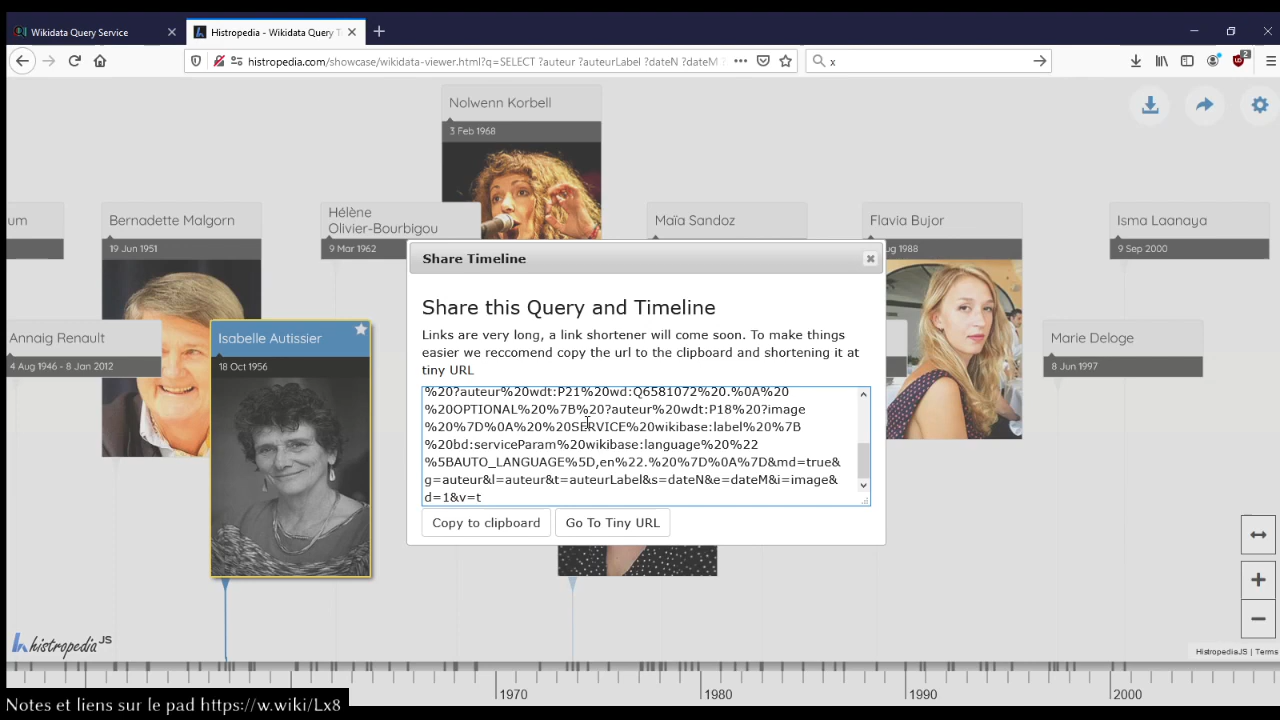 Wikidata Query Service
Histropedia - Wikidata Query T
histropedia.com/showcase/wikidata-viewer.html?q=SELECT ?auteur ?auteurLabel ?dateN ?dateM ?
x
2
Nolwenn Korbell
3 Feb 1968
um
Bernadette Malgorn
19 Jun 1951
Hélène
Olivier-Bourbigou
9 Mar 1962
Maïa Sandoz
Flavia Bujor
ug 1988
Isma Laanaya
9 Sep 2000
Annaig Renault
4 Aug 1946 - 8 Jan 2012
Isabelle Autissier
18 Oct 1956
Marie Deloge
8 Jun 1997
Share Timeline
Share this Query and Timeline
Links are very long, a link shortener will come soon. To make things
easier we reccomend copy the url to the clipboard and shortening it at
tiny URL
%20?auteur%20wdt:P21%20wd:Q6581072%20.%0A%20
%20OPTIONAL%20%7B%20?auteur%20wdt:P18%20?image
%20%7D%0A%20%20SERVICE%20wikibase:label%20%7B
%20bd:serviceParam%20wikibase:language%20%22
%5BAUTO_LANGUAGE%5D,en%22.%20%7D%0A%7D&md=true&
g=auteur&l=auteur&t=auteurLabel&s=dateN&e=dateM&i=image&
d=1&v=t
Copy to clipboard
Go To Tiny URL
histropedia JS
HistropediaJS | Terms
1970
1980
1990
2000
Notes et liens sur le pad https://w.wiki/Lx8